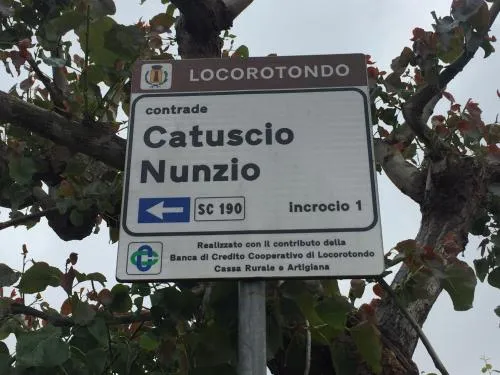 LOCOROTONDO
contrade
Catuscio
Nunzio
SC 190 incrocio 1
Realizzato con il contributo della
Banca di Credito Cooperativo di Locorotondo
Cassa Rurale e Artigiana